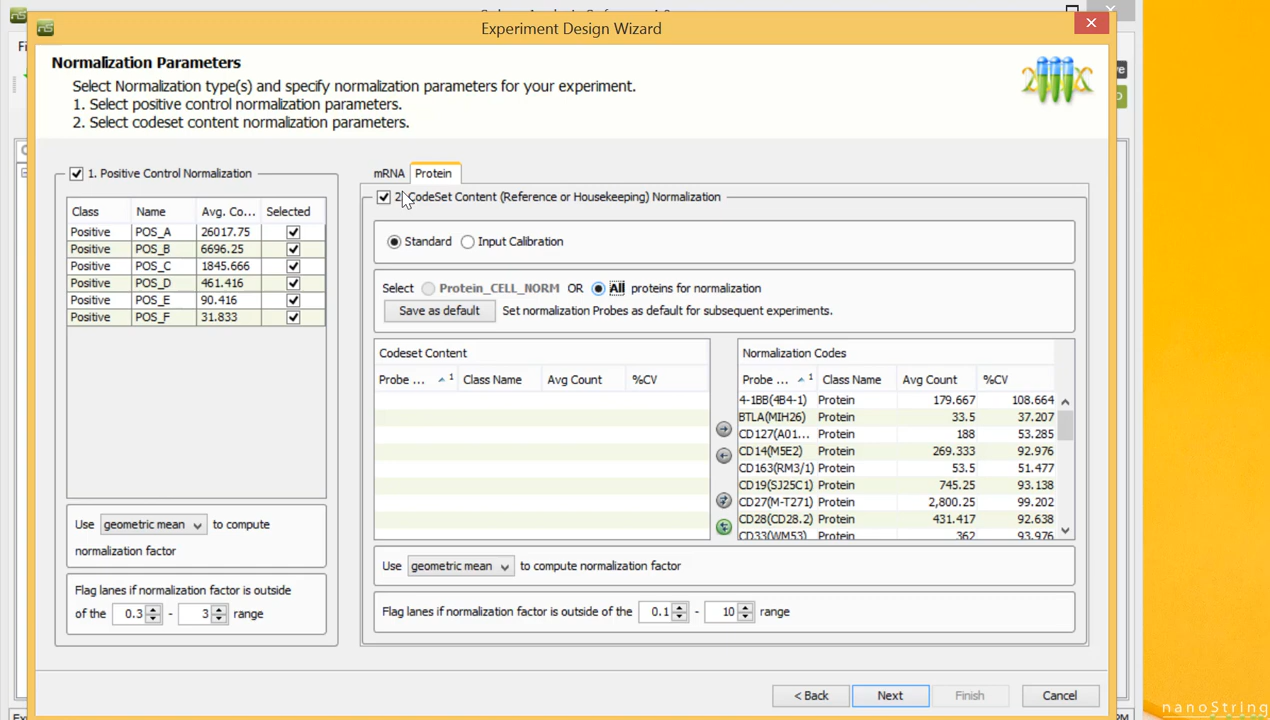 Experiment Design Wizard
Normalization Parameters
Select Normalization type(s) and specify normalization parameters for your experiment.
1. Select positive control normalization parameters.
2. Select codeset content normalization parameters.
1. Positive Control Normalization
Class Name Avg. Co... Selected
Positive POS_A 26017.75
Positive POS_B 6696.25
Positive POS_C 1845.666
Positive POS_D 461.416
Positive POS_E 90.416
Positive POS_F 31.833
Use geometric mean to compute
normalization factor
Flag lanes if normalization factor is outside
of the 0.3 - 3 range
mRNA Protein
2. CodeSet Content (Reference or Housekeeping) Normalization
Standard Input Calibration
Select Protein_CELL_NORM OR All proteins for normalization
Save as default Set normalization Probes as default for subsequent experiments.
Codeset Content
Probe ... 1 Class Name Avg Count %CV
Normalization Codes
Probe ... 1 Class Name Avg Count %CV
4-1BB(4B4-1) Protein 179.667 108.664
BTLA(MIH26) Protein 33.5 37.207
CD127(A01... Protein 188 53.285
CD14(M5E2) Protein 269.333 92.976
CD163(RM3/1) Protein 53.5 51.477
CD19(SJ25C1) Protein 745.25 93.138
CD27(M-T271) Protein 2,800.25 99.202
CD28(CD28.2) Protein 431.417 92.638
CD33(WM53) Protein 362 93.976
Use geometric mean to compute normalization factor
Flag lanes if normalization factor is outside of the 0.1 - 10 range
< Back Next Finish Cancel
nanoString